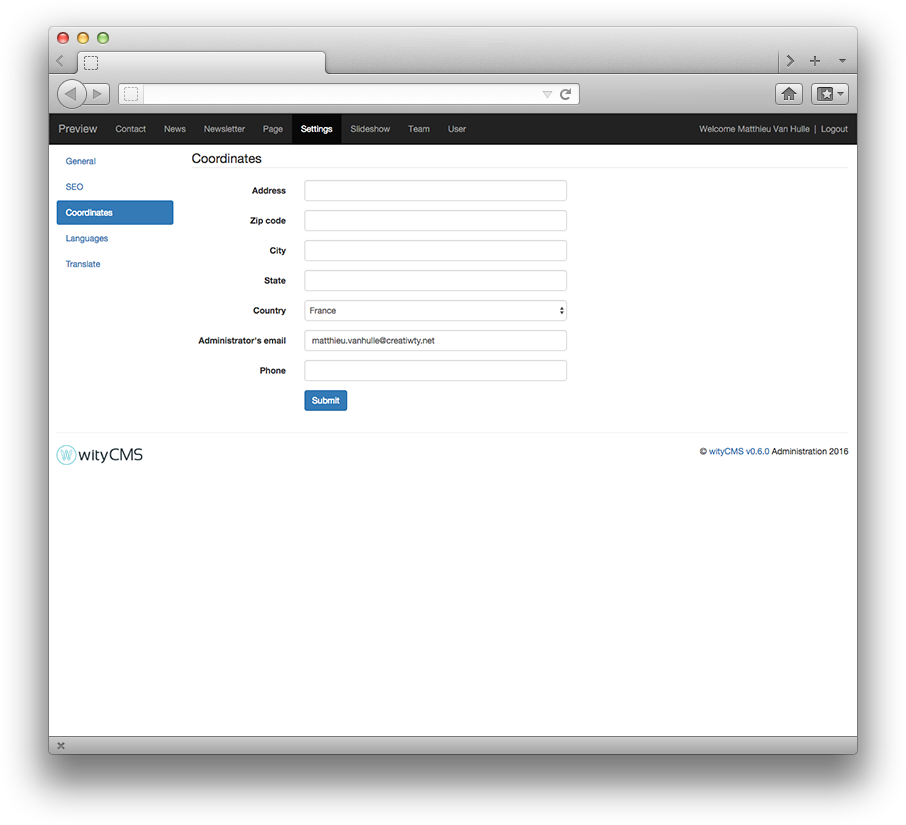 Preview Contact News Newsletter Page Settings Slideshow Team User Welcome Matthieu Van Hulle | Logout
General
SEO
Coordinates
Languages
Translate
Coordinates
Address
Zip code
City
State
Country France
Administrator's email matthieu.vanhulle@creatiwty.net
Phone
Submit
W wityCMS
© wityCMS v0.6.0 Administration 2016